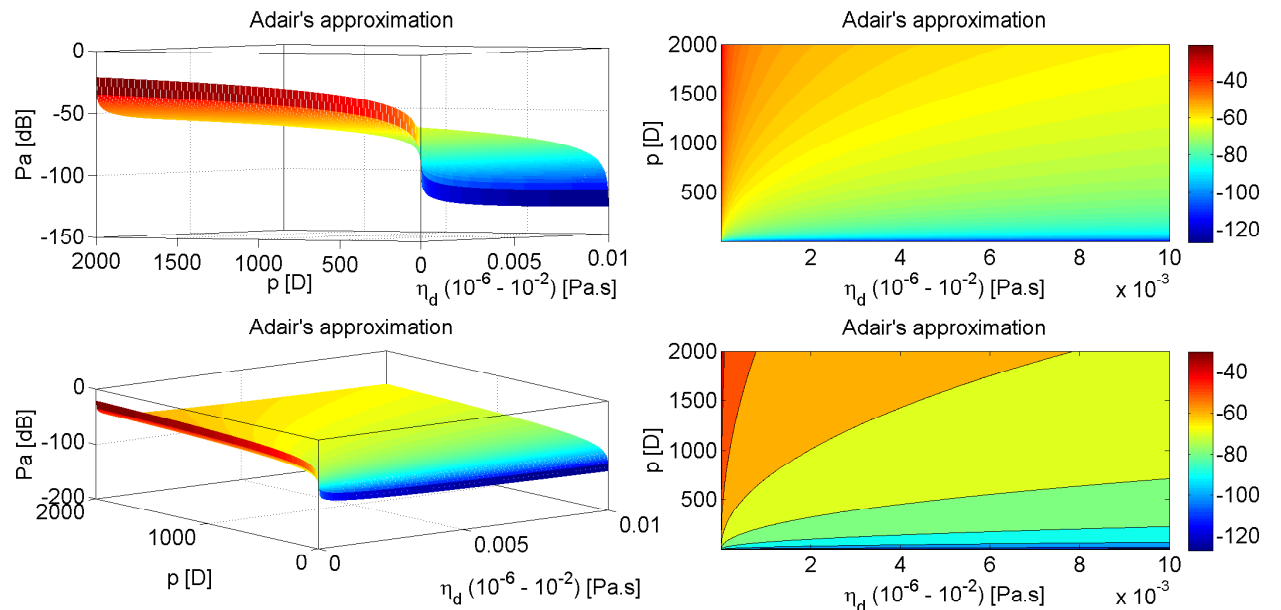 Adair's approximation
Pa [dB]
0
-50
-100
-150
2000 1500 1000 500 0 0.005 0.01
p [D]
η_d (10^-6 - 10^-2) [Pa.s]
Adair's approximation
p [D]
2000
1500
1000
500
2 4 6 8 10
η_d (10^-6 - 10^-2) [Pa.s]
x 10^-3
-40
-60
-80
-100
-120
Adair's approximation
Pa [dB]
0
-100
-200
2000 1000 0 0 0.005 0.01
p [D]
η_d (10^-6 - 10^-2) [Pa.s]
Adair's approximation
p [D]
2000
1500
1000
500
2 4 6 8 10
η_d (10^-6 - 10^-2) [Pa.s]
x 10^-3
-40
-60
-80
-100
-120